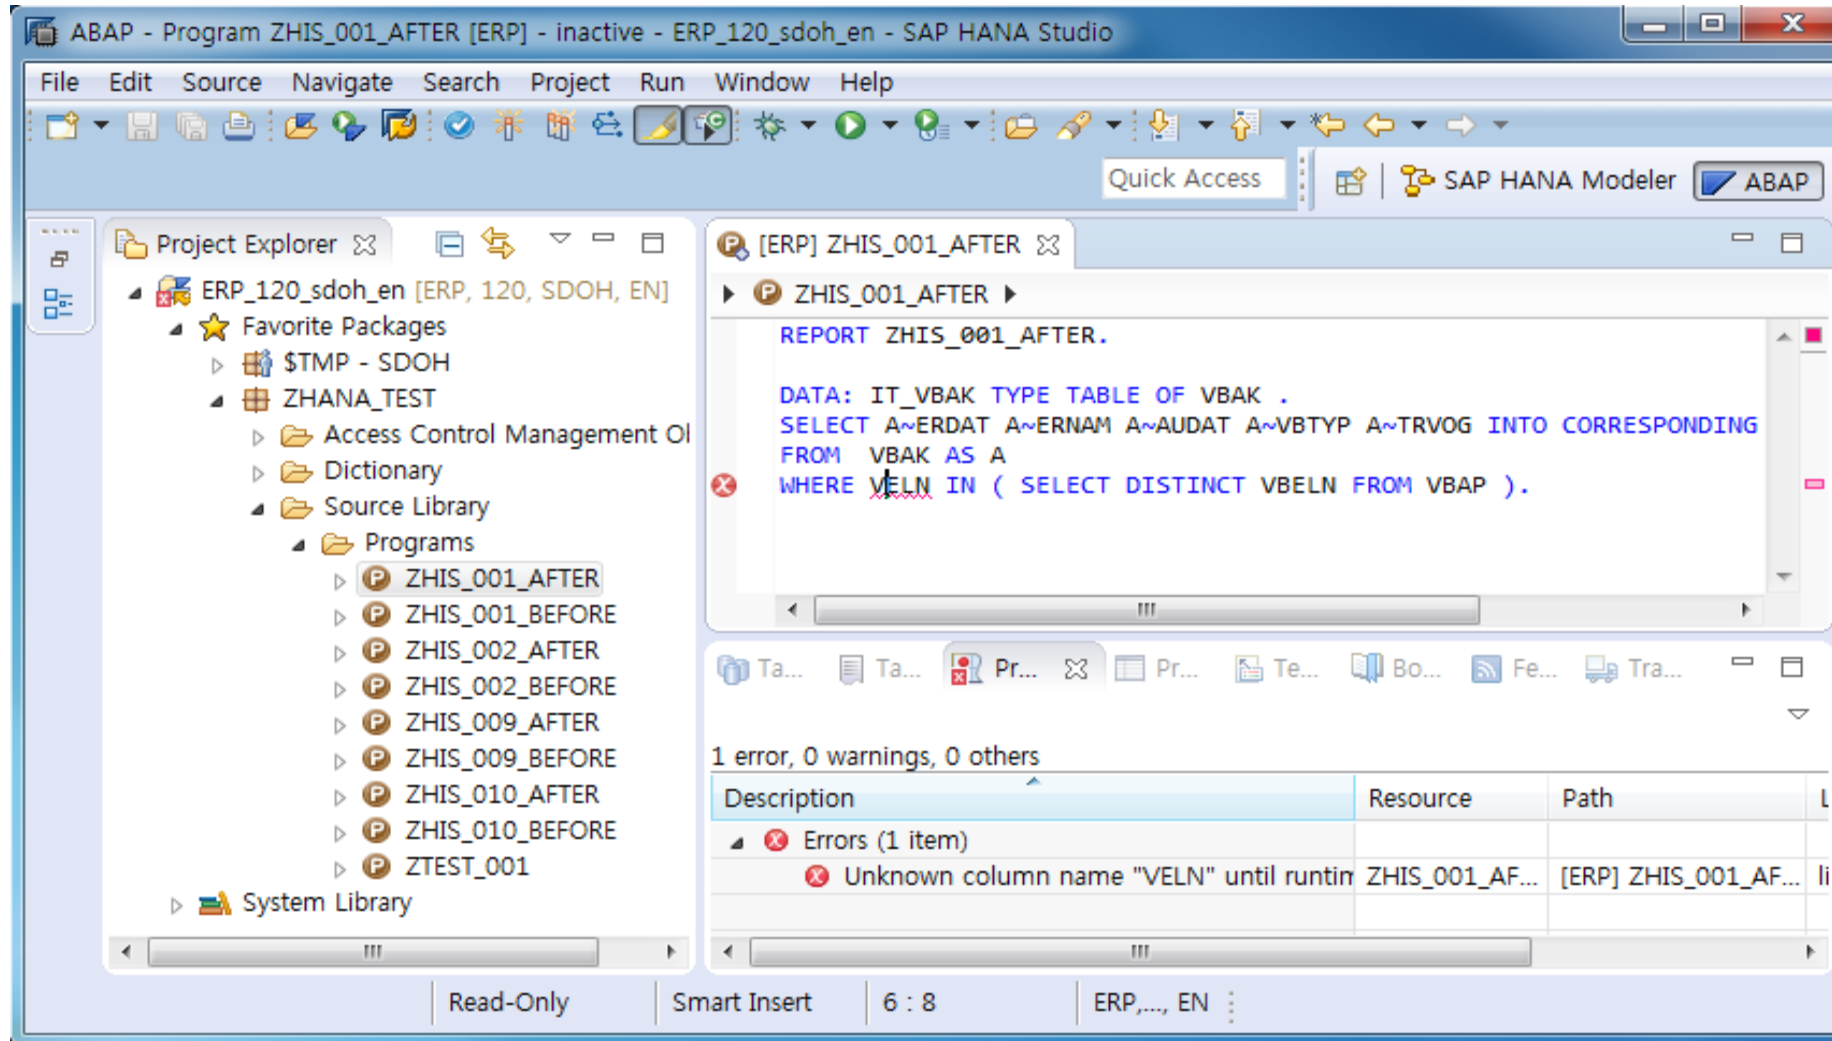 ABAP - Program ZHIS_001_AFTER [ERP] - inactive - ERP_120_sdoh_en - SAP HANA Studio
File Edit Source Navigate Search Project Run Window Help
Quick Access
SAP HANA Modeler
ABAP
Project Explorer
ERP_120_sdoh_en [ERP, 120, SDOH, EN]
Favorite Packages
$TMP - SDOH
ZHANA_TEST
Access Control Management Ol
Dictionary
Source Library
Programs
ZHIS_001_AFTER
ZHIS_001_BEFORE
ZHIS_002_AFTER
ZHIS_002_BEFORE
ZHIS_009_AFTER
ZHIS_009_BEFORE
ZHIS_010_AFTER
ZHIS_010_BEFORE
ZTEST_001
System Library
[ERP] ZHIS_001_AFTER
ZHIS_001_AFTER
REPORT ZHIS_001_AFTER.
DATA: IT_VBAK TYPE TABLE OF VBAK .
SELECT A~ERDAT A~ERNAM A~AUDAT A~VBTYP A~TRVOG INTO CORRESPONDING
FROM VBAK AS A
WHERE VELN IN ( SELECT DISTINCT VBELN FROM VBAP ).
Ta... Ta... Pr... Pr... Te... Bo... Fe... Tra...
1 error, 0 warnings, 0 others
Description Resource Path L
Errors (1 item)
Unknown column name "VELN" until runtim ZHIS_001_AF... [ERP] ZHIS_001_AF... li
Read-Only Smart Insert 6 : 8 ERP,..., EN